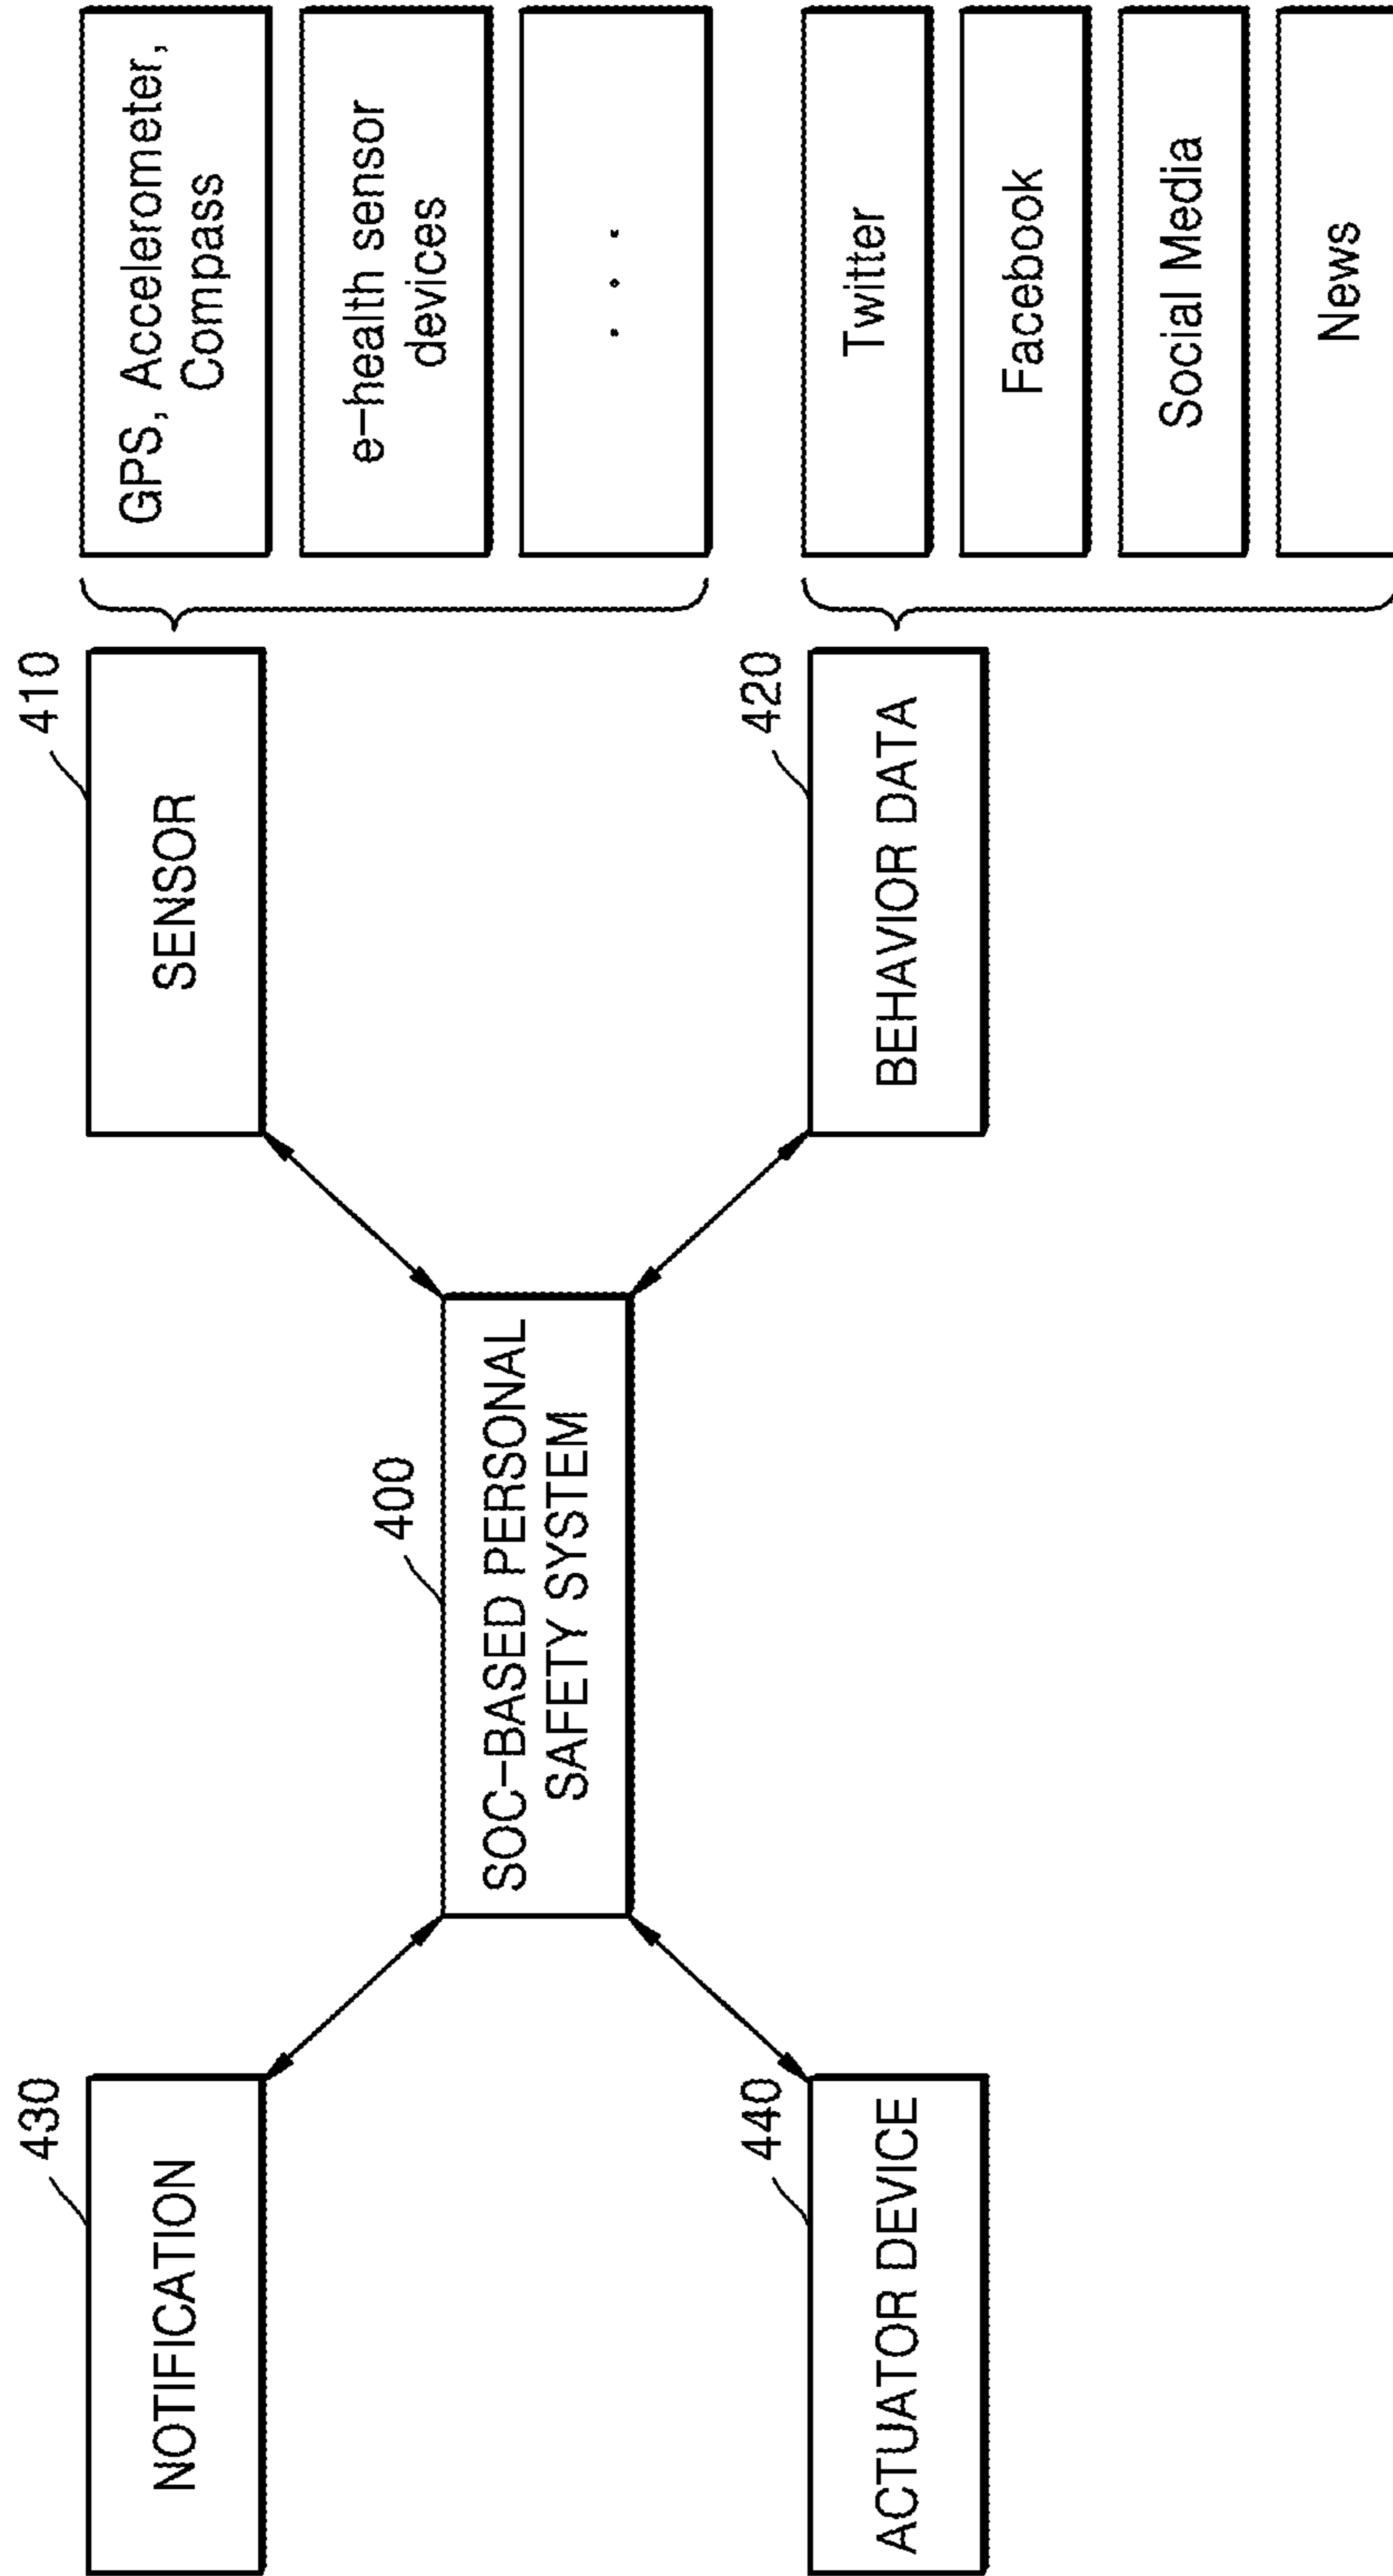 430
NOTIFICATION
410
SENSOR
GPS, Accelerometer,
Compass
e-health sensor
devices
. . .
400
SOC-BASED PERSONAL
SAFETY SYSTEM
440
ACTUATOR DEVICE
420
BEHAVIOR DATA
Twitter
Facebook
Social Media
News